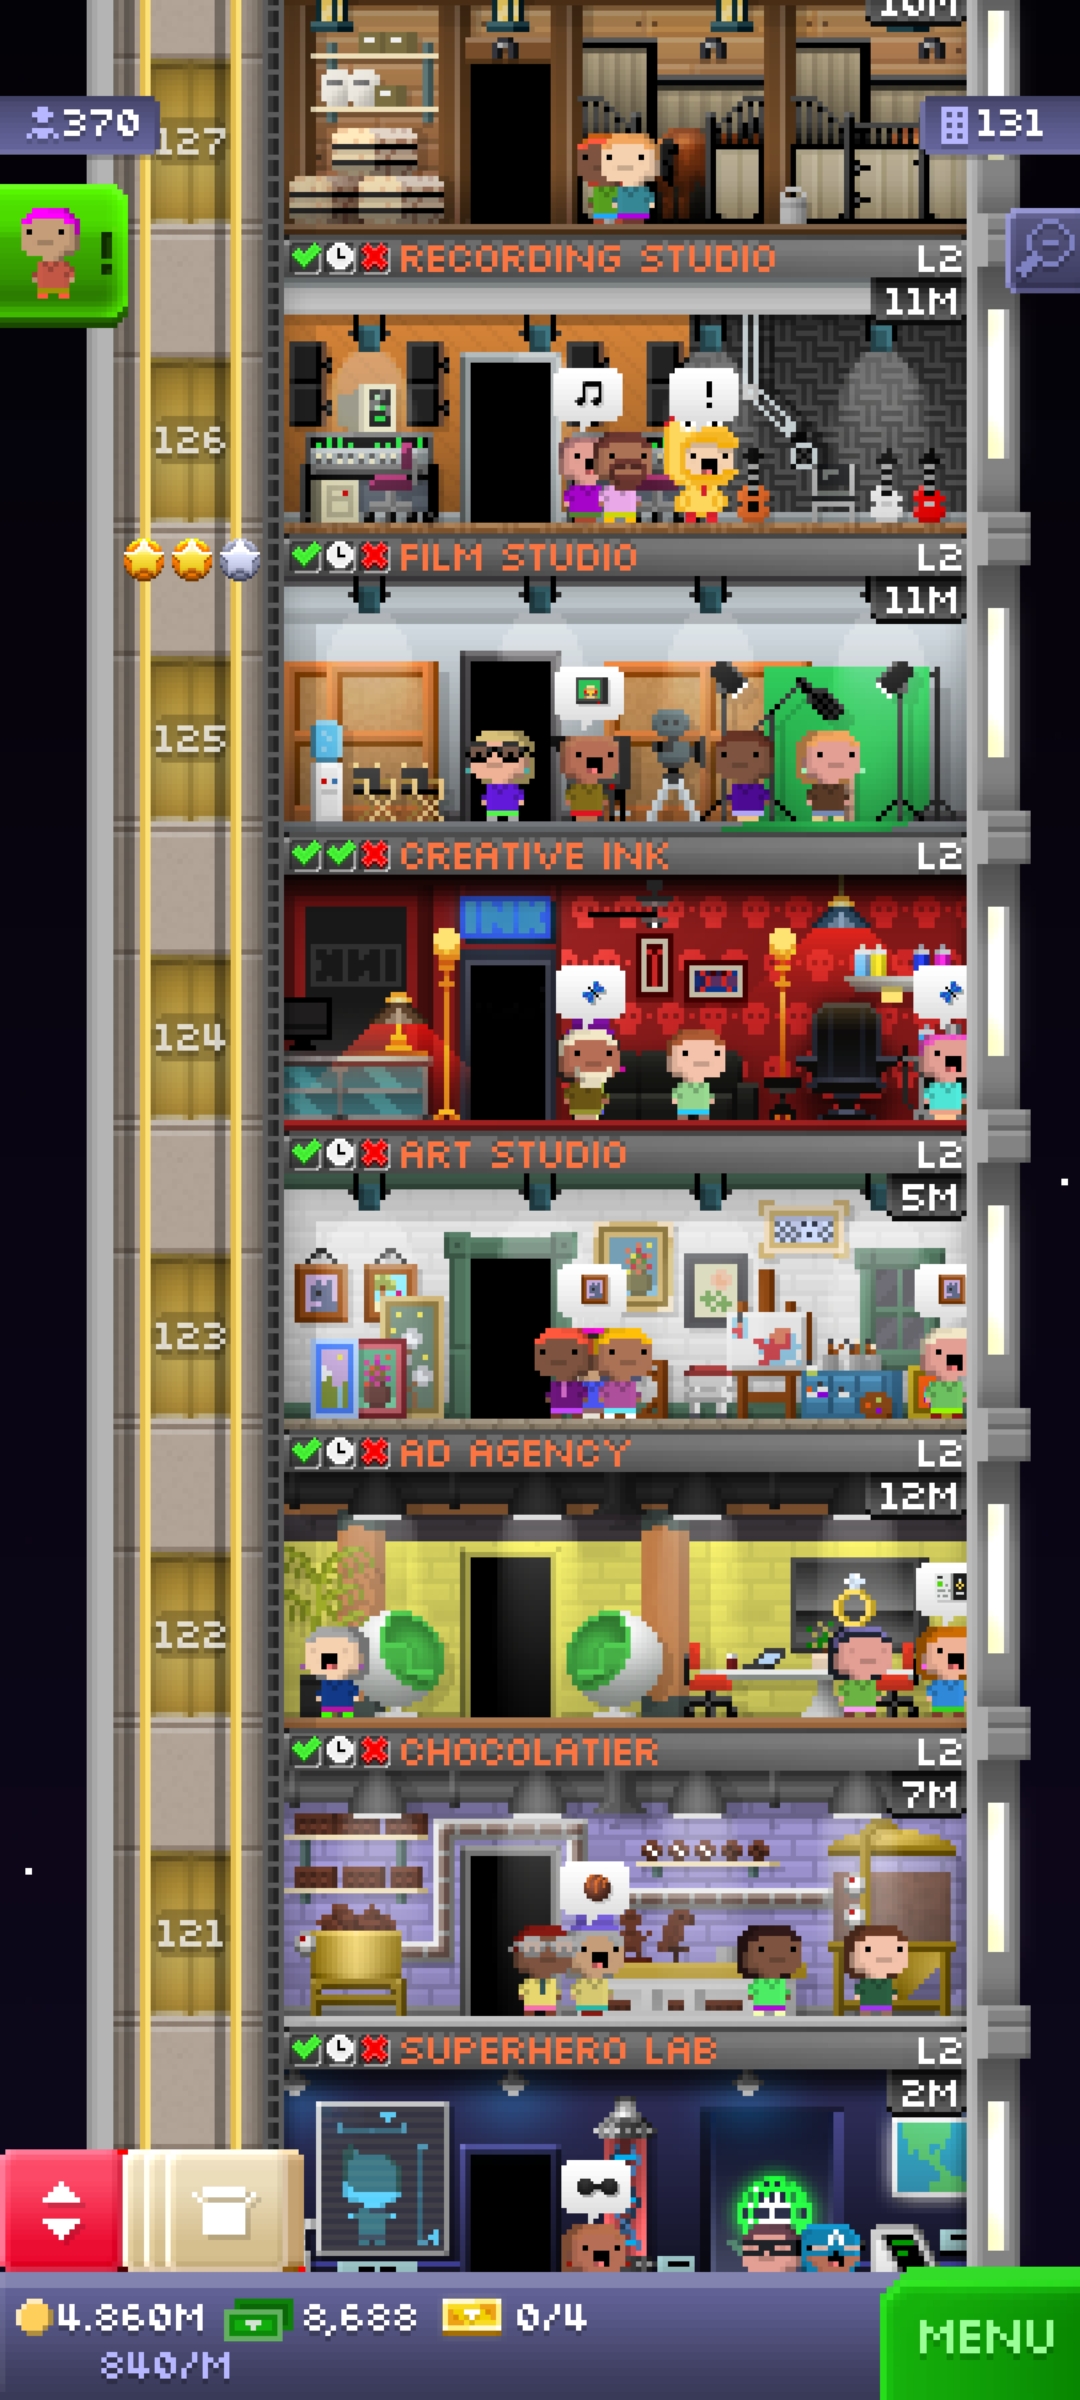 10M
370
131
127
RECORDING STUDIO L2
11M
126
FILM STUDIO L2
11M
125
CREATIVE INK L2
INK
124
ART STUDIO L2
5M
123
AD AGENCY L2
12M
122
CHOCOLATIER L2
7M
121
SUPERHERO LAB L2
2M
4.860M 8,688 0/4
840/M
MENU